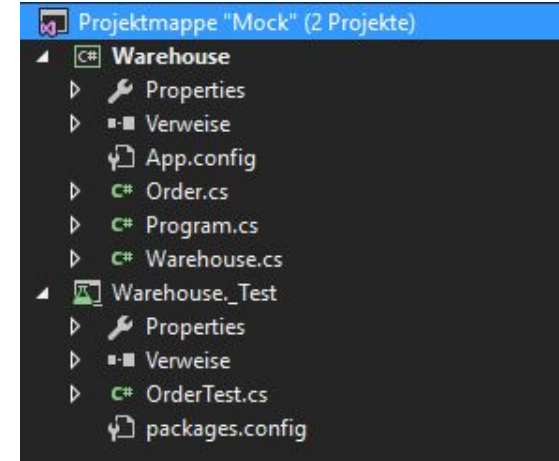 Projektmappe "Mock" (2 Projekte)
C# Warehouse
Properties
Verweise
App.config
C# Order.cs
C# Program.cs
C# Warehouse.cs
Warehouse._Test
Properties
Verweise
C# OrderTest.cs
packages.config